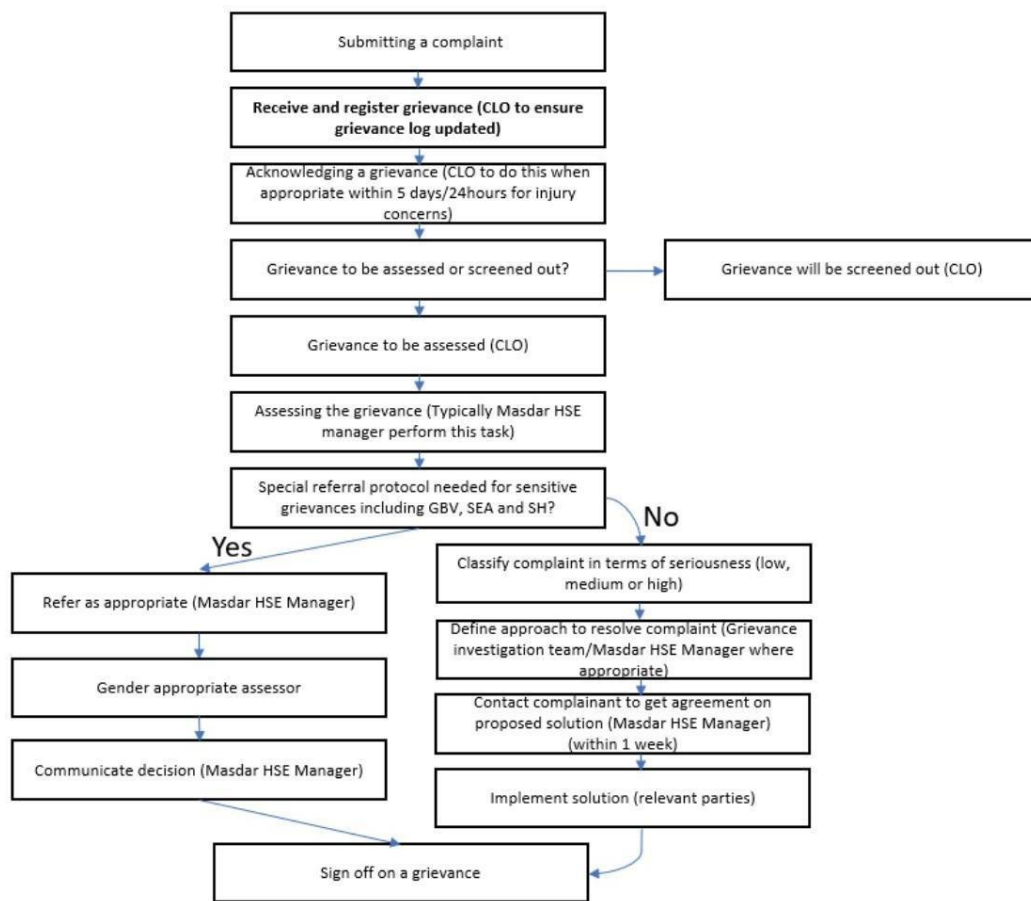 Submitting a complaint
Receive and register grievance (CLO to ensure
grievance log updated)
Acknowledging a grievance (CLO to do this when
appropriate within 5 days/24hours for injury
concerns)
Grievance to be assessed or screened out?
Grievance will be screened out (CLO)
Grievance to be assessed (CLO)
Assessing the grievance (Typically Masdar HSE
manager perform this task)
Special referral protocol needed for sensitive
grievances including GBV, SEA and SH?
Yes
No
Refer as appropriate (Masdar HSE Manager)
Gender appropriate assessor
Communicate decision (Masdar HSE Manager)
Classify complaint in terms of seriousness (low,
medium or high)
Define approach to resolve complaint (Grievance
investigation team/Masdar HSE Manager where
appropriate)
Contact complainant to get agreement on
proposed solution (Masdar HSE Manager)
(within 1 week)
Implement solution (relevant parties)
Sign off on a grievance